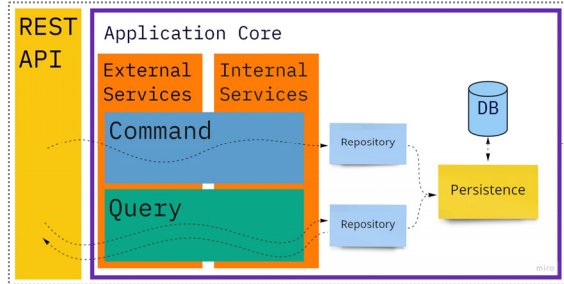 REST
API
Application Core
External
Services
Internal
Services
Command
Query
Repository
Repository
DB
Persistence
miro